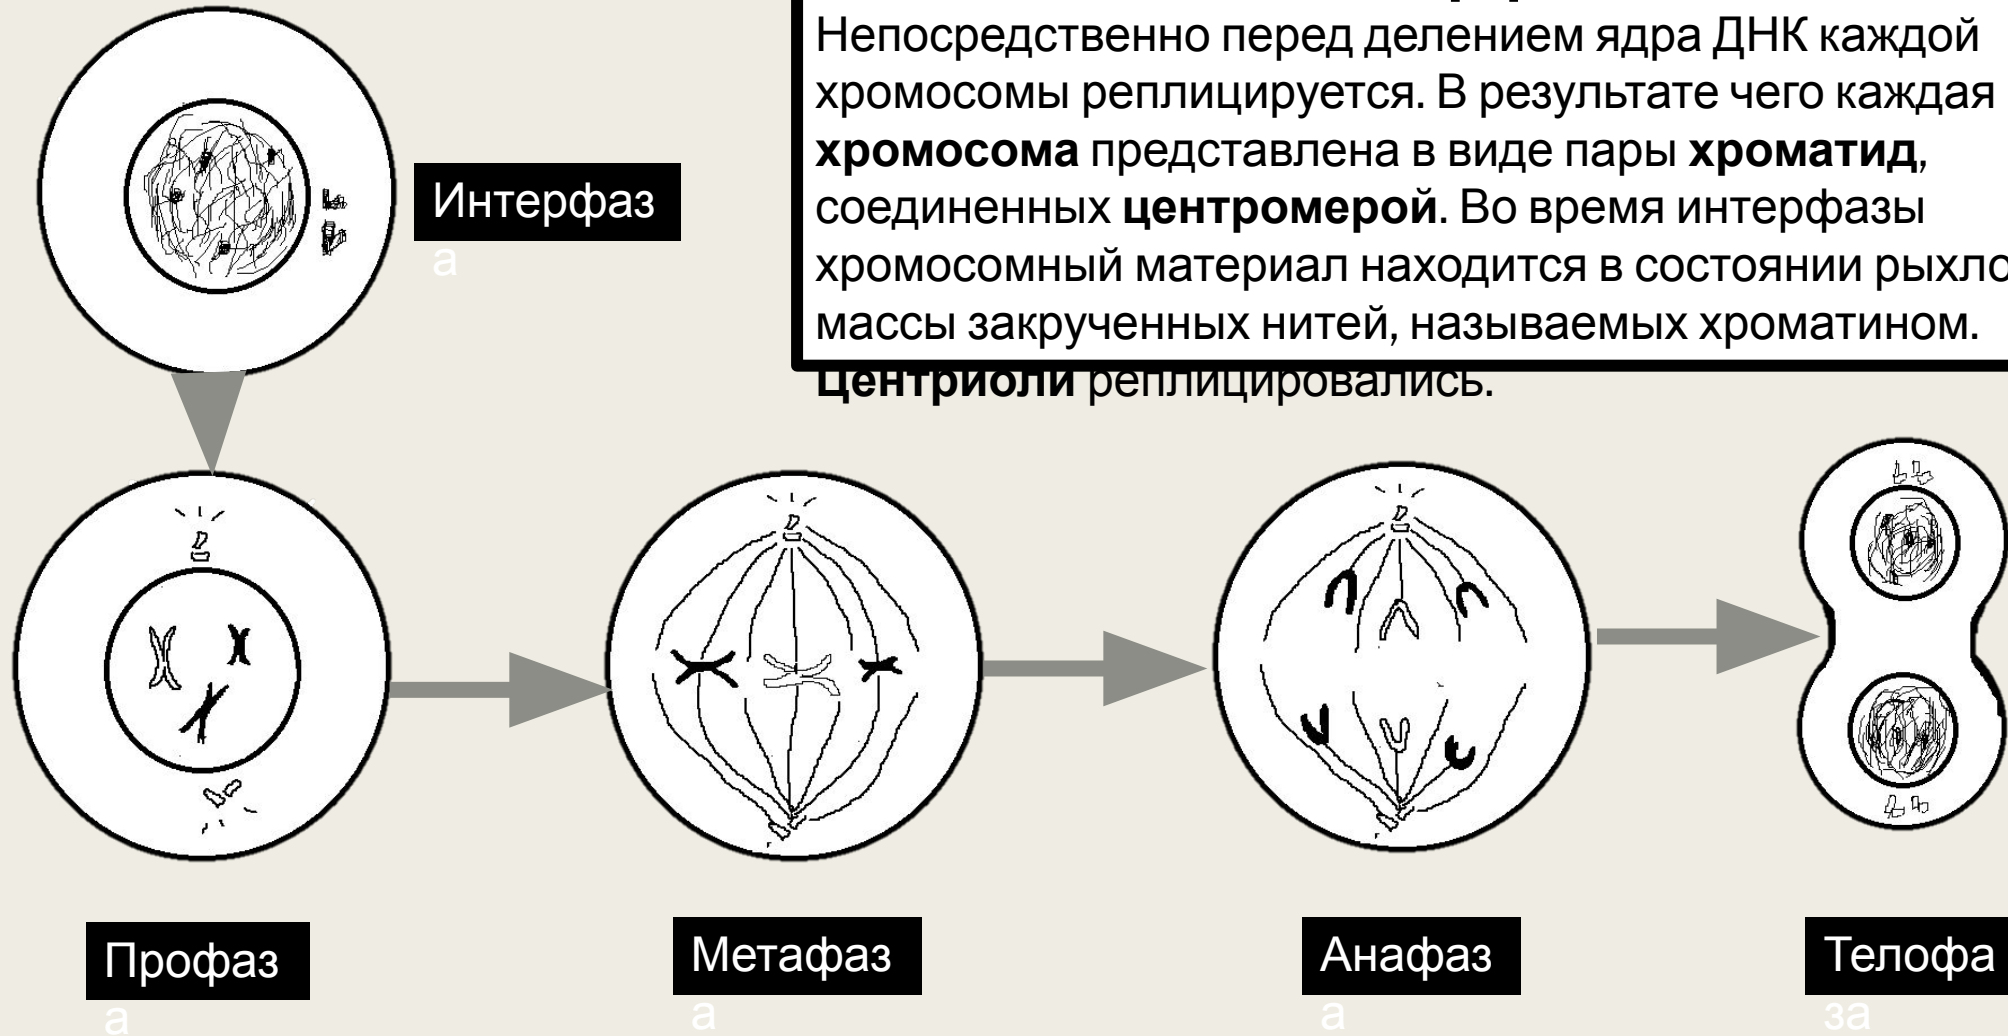 Непосредственно перед делением ядра ДНК каждой
хромосомы реплицируется. В результате чего каждая
хромосома представлена в виде пары хроматид,
соединенных центромерой. Во время интерфазы
хромосомный материал находится в состоянии рыхло
массы закрученных нитей, называемых хроматином.
Центриоли реплицировались.
Интерфаз
а
Профаз
а
Метафаз
а
Анафаз
а
Телофа
за